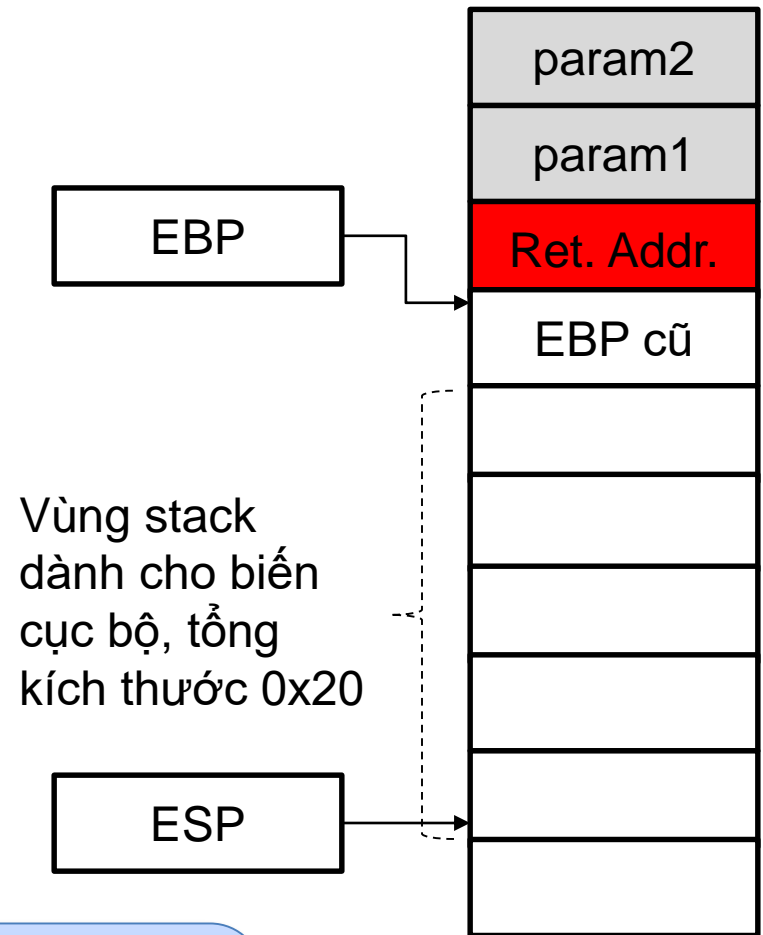 param2
param1
EBP
Ret. Addr.
EBP cũ
Vùng stack
dành cho biến
cục bộ, tổng
kích thước 0x20
ESP